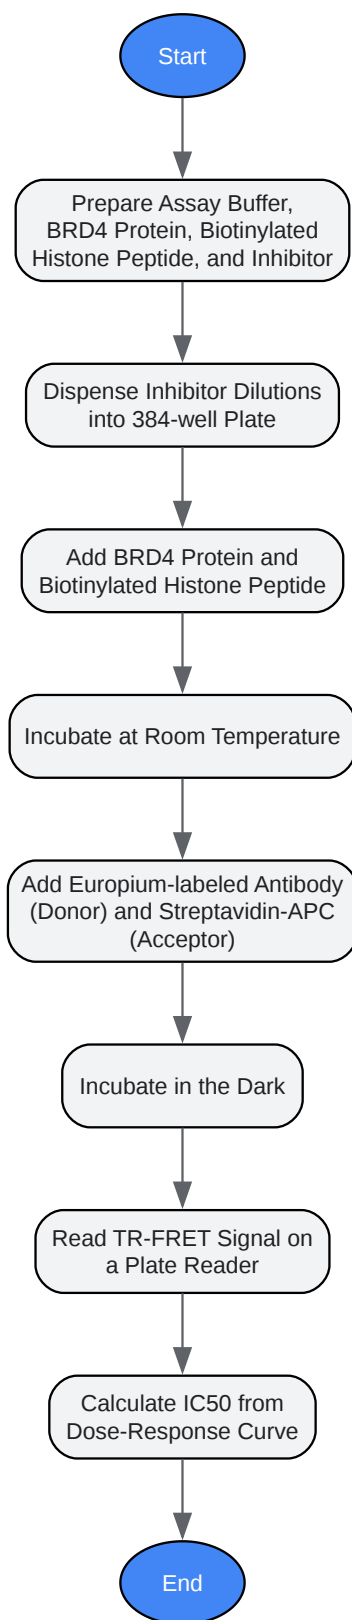 Start
Prepare Assay Buffer,
BRD4 Protein, Biotinylated
Histone Peptide, and Inhibitor
Dispense Inhibitor Dilutions
into 384-well Plate
Add BRD4 Protein and
Biotinylated Histone Peptide
Incubate at Room Temperature
Add Europium-labeled Antibody
(Donor) and Streptavidin-APC
(Acceptor)
Incubate in the Dark
Read TR-FRET Signal on
a Plate Reader
Calculate IC50 from
Dose-Response Curve
End